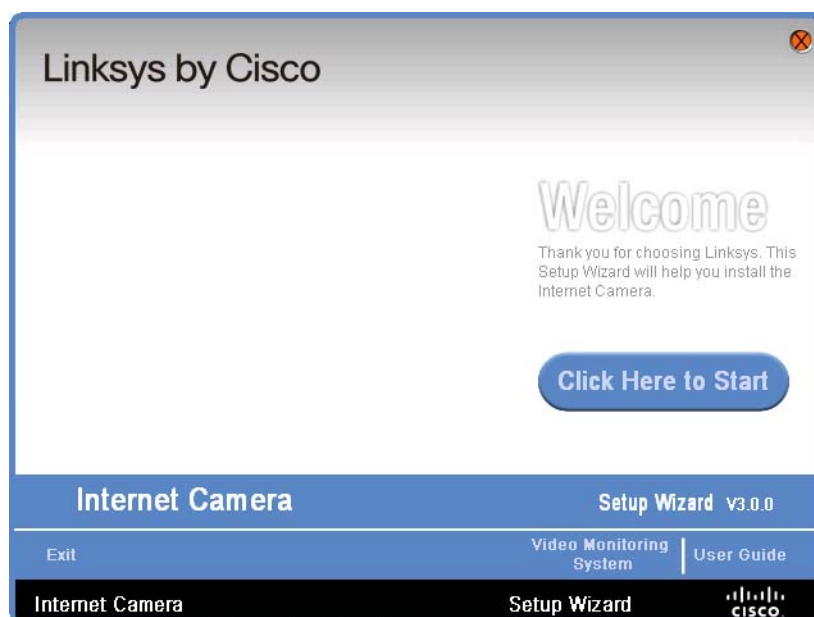 Linksys by Cisco
Welcome
Thank you for choosing Linksys. This
Setup Wizard will help you install the
Internet Camera.
Click Here to Start
Internet Camera
Setup Wizard V3.0.0
Exit
Video Monitoring
System
User Guide
Internet Camera
Setup Wizard
CISCO.